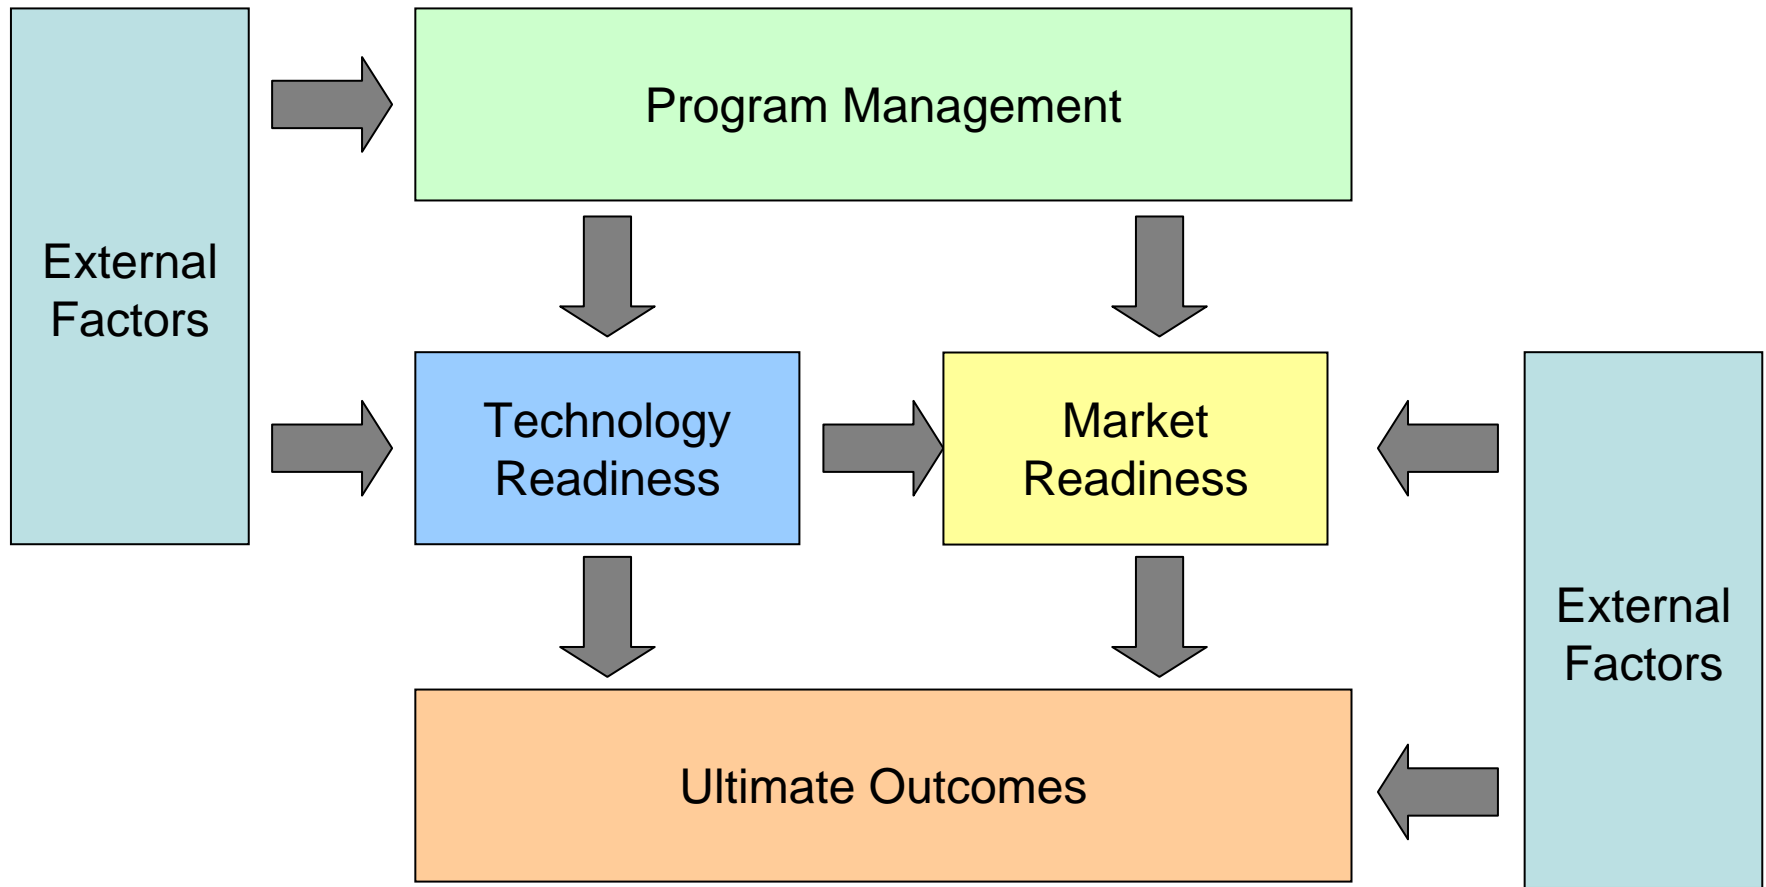 Program Management
External
Factors
Technology
Readiness
Market
Readiness
External
Factors
Ultimate Outcomes